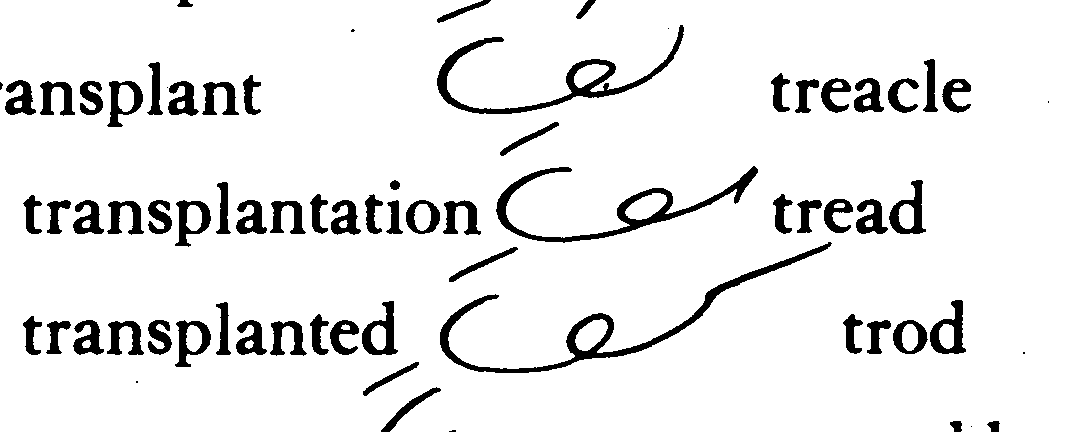 ransplant treacle
transplantation tread
transplanted trod